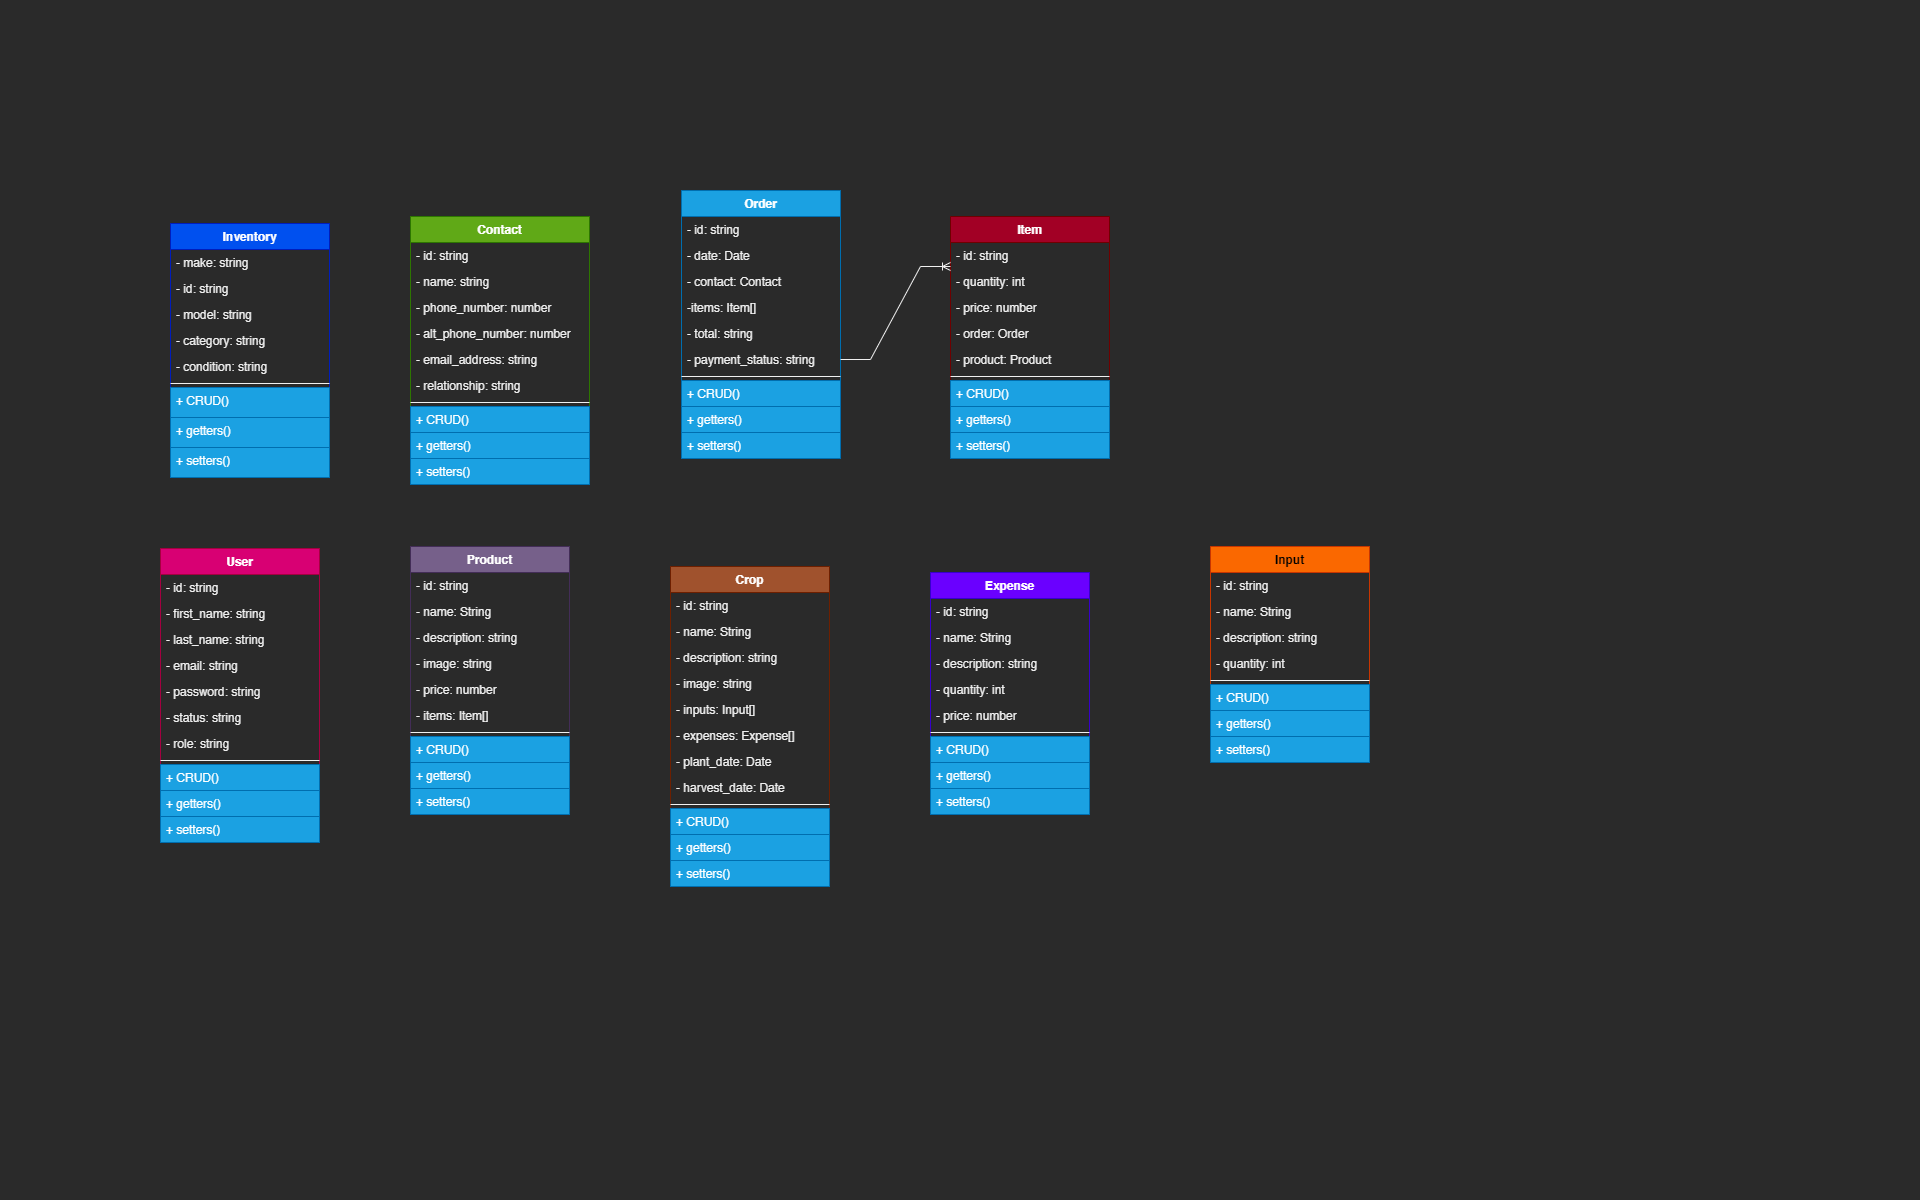 Inventory
- make: string
- id: string
- model: string
- category: string
- condition: string
+ CRUD()
+ getters()
+ setters()
Contact
- id: string
- name: string
- phone_number: number
- alt_phone_number: number
- email_address: string
- relationship: string
+ CRUD()
+ getters()
+ setters()
Order
- id: string
- date: Date
- contact: Contact
-items: Item[]
- total: string
- payment_status: string
+ CRUD()
+ getters()
+ setters()
Item
- id: string
- quantity: int
- price: number
- order: Order
- product: Product
+ CRUD()
+ getters()
+ setters()
User
- id: string
- first_name: string
- last_name: string
- email: string
- password: string
- status: string
- role: string
+ CRUD()
+ getters()
+ setters()
Product
- id: string
- name: String
- description: string
- image: string
- price: number
- items: Item[]
+ CRUD()
+ getters()
+ setters()
Crop
- id: string
- name: String
- description: string
- image: string
- inputs: Input[]
- expenses: Expense[]
- plant_date: Date
- harvest_date: Date
+ CRUD()
+ getters()
+ setters()
Expense
- id: string
- name: String
- description: string
- quantity: int
- price: number
+ CRUD()
+ getters()
+ setters()
Input
- id: string
- name: String
- description: string
- quantity: int
+ CRUD()
+ getters()
+ setters()